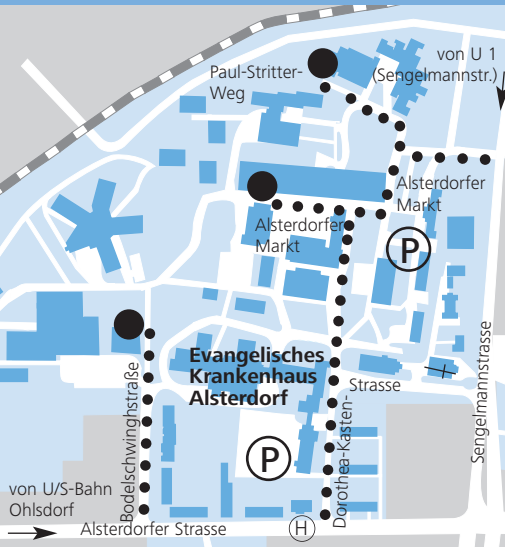 von U 1
(Sengelmannstr.)
Paul-Stritter-
Weg
Alsterdorfer
Markt
Alsterdorfer
Markt
P
Evangelisches
Krankenhaus
Alsterdorf
Strasse
Dorothea-Kasten-
Sengelmannstrasse
Bodelschwinghstraße
P
von U/S-Bahn
Ohlsdorf
Alsterdorfer Strasse
H